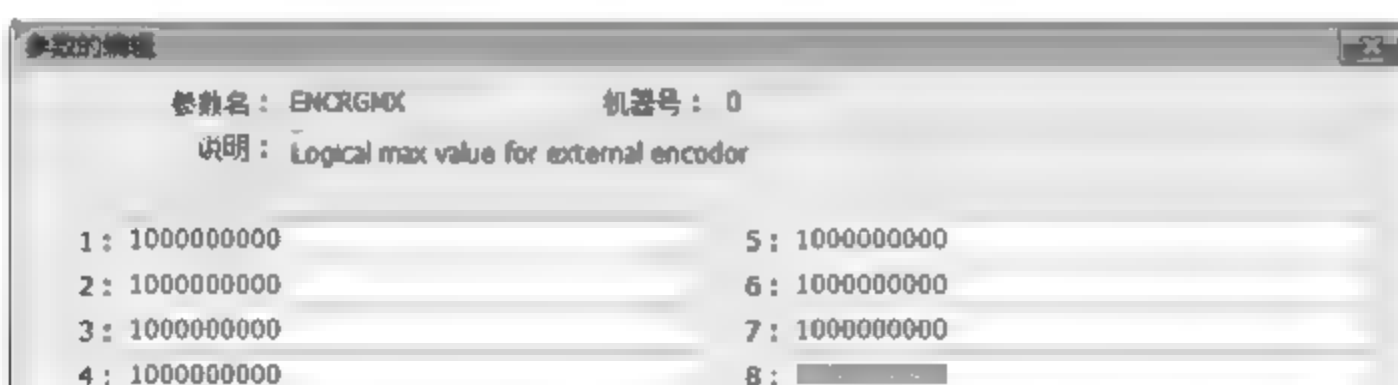 参数的编辑
参数名： ENCRGMX 机器号： 0
说明： Logical max value for external encodor
1： 1000000000 5： 1000000000
2： 1000000000 6： 1000000000
3： 1000000000 7： 1000000000
4： 1000000000 8：